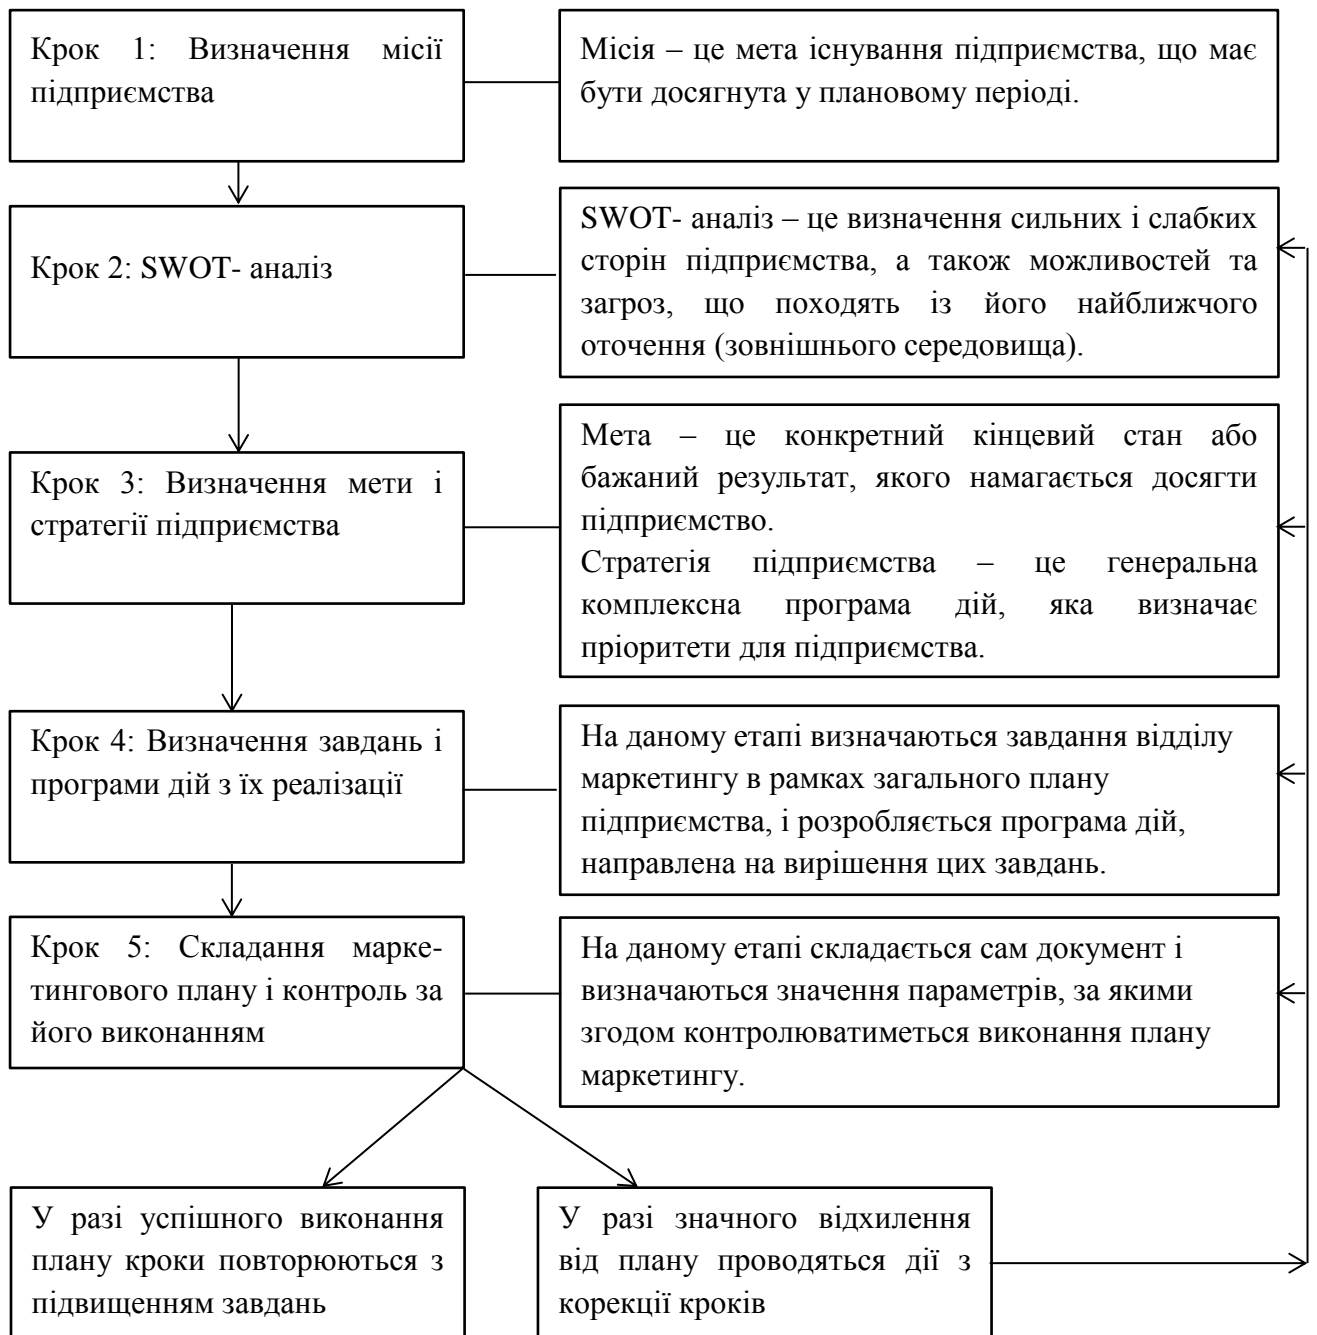 Крок 1: Визначення місії
підприємства
Місія – це мета існування підприємства, що має
бути досягнута у плановому періоді.
Крок 2: SWOT- аналіз
SWOT- аналіз – це визначення сильних і слабких
сторін підприємства, а також можливостей та
загроз, що походять із його найближчого
оточення (зовнішнього середовища).
Крок 3: Визначення мети і
стратегії підприємства
Мета – це конкретний кінцевий стан або
бажаний результат, якого намагається досягти
підприємство.
Стратегія підприємства – це генеральна
комплексна програма дій, яка визначає
пріоритети для підприємства.
Крок 4: Визначення завдань і
програми дій з їх реалізації
На даному етапі визначаються завдання відділу
маркетингу в рамках загального плану
підприємства, і розробляється програма дій,
направлена на вирішення цих завдань.
Крок 5: Складання марке-
тингового плану і контроль за
його виконанням
На даному етапі складається сам документ і
визначаються значення параметрів, за якими
згодом контролюватиметься виконання плану
маркетингу.
У разі успішного виконання
плану кроки повторюються з
підвищенням завдань
У разі значного відхилення
від плану проводяться дії з
корекції кроків